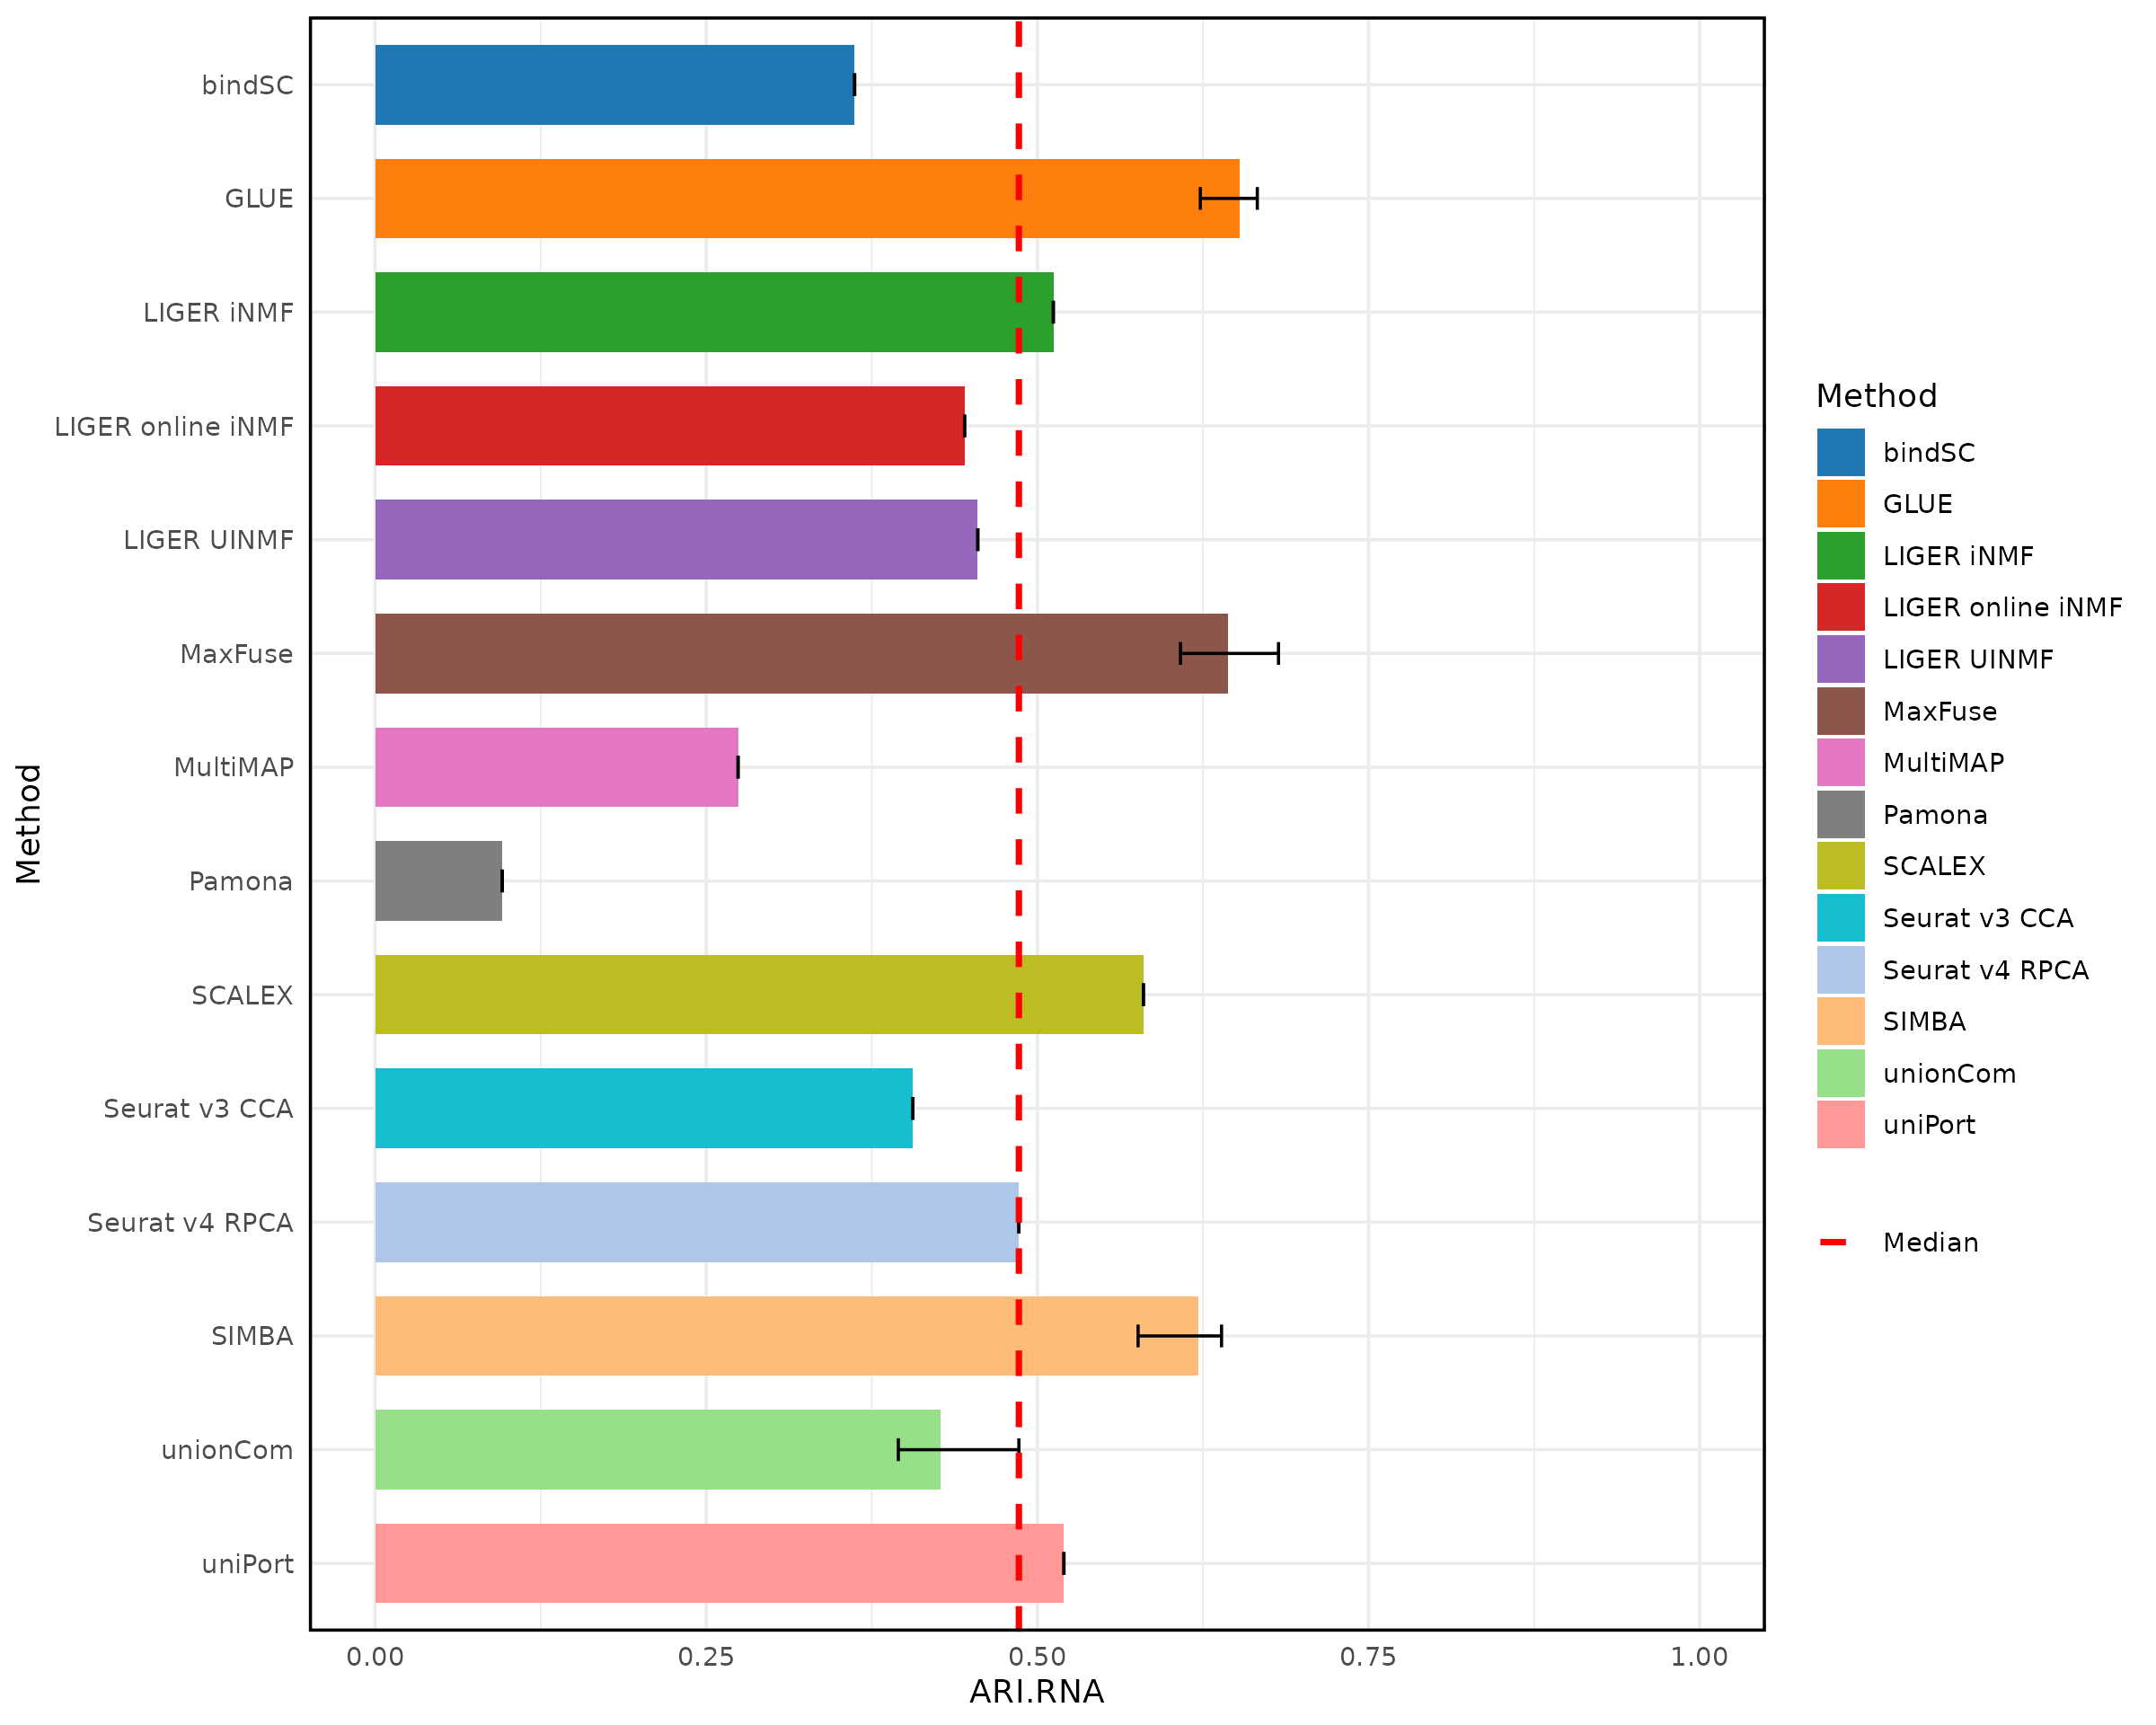 Method
bindSC
GLUE
LIGER iNMF
LIGER online iNMF
LIGER UINMF
MaxFuse
MultiMAP
Pamona
SCALEX
Seurat v3 CCA
Seurat v4 RPCA
SIMBA
unionCom
uniPort
0.00 0.25 0.50 0.75 1.00
ARI.RNA
Method
bindSC
GLUE
LIGER iNMF
LIGER online iNMF
LIGER UINMF
MaxFuse
MultiMAP
Pamona
SCALEX
Seurat v3 CCA
Seurat v4 RPCA
SIMBA
unionCom
uniPort
Median